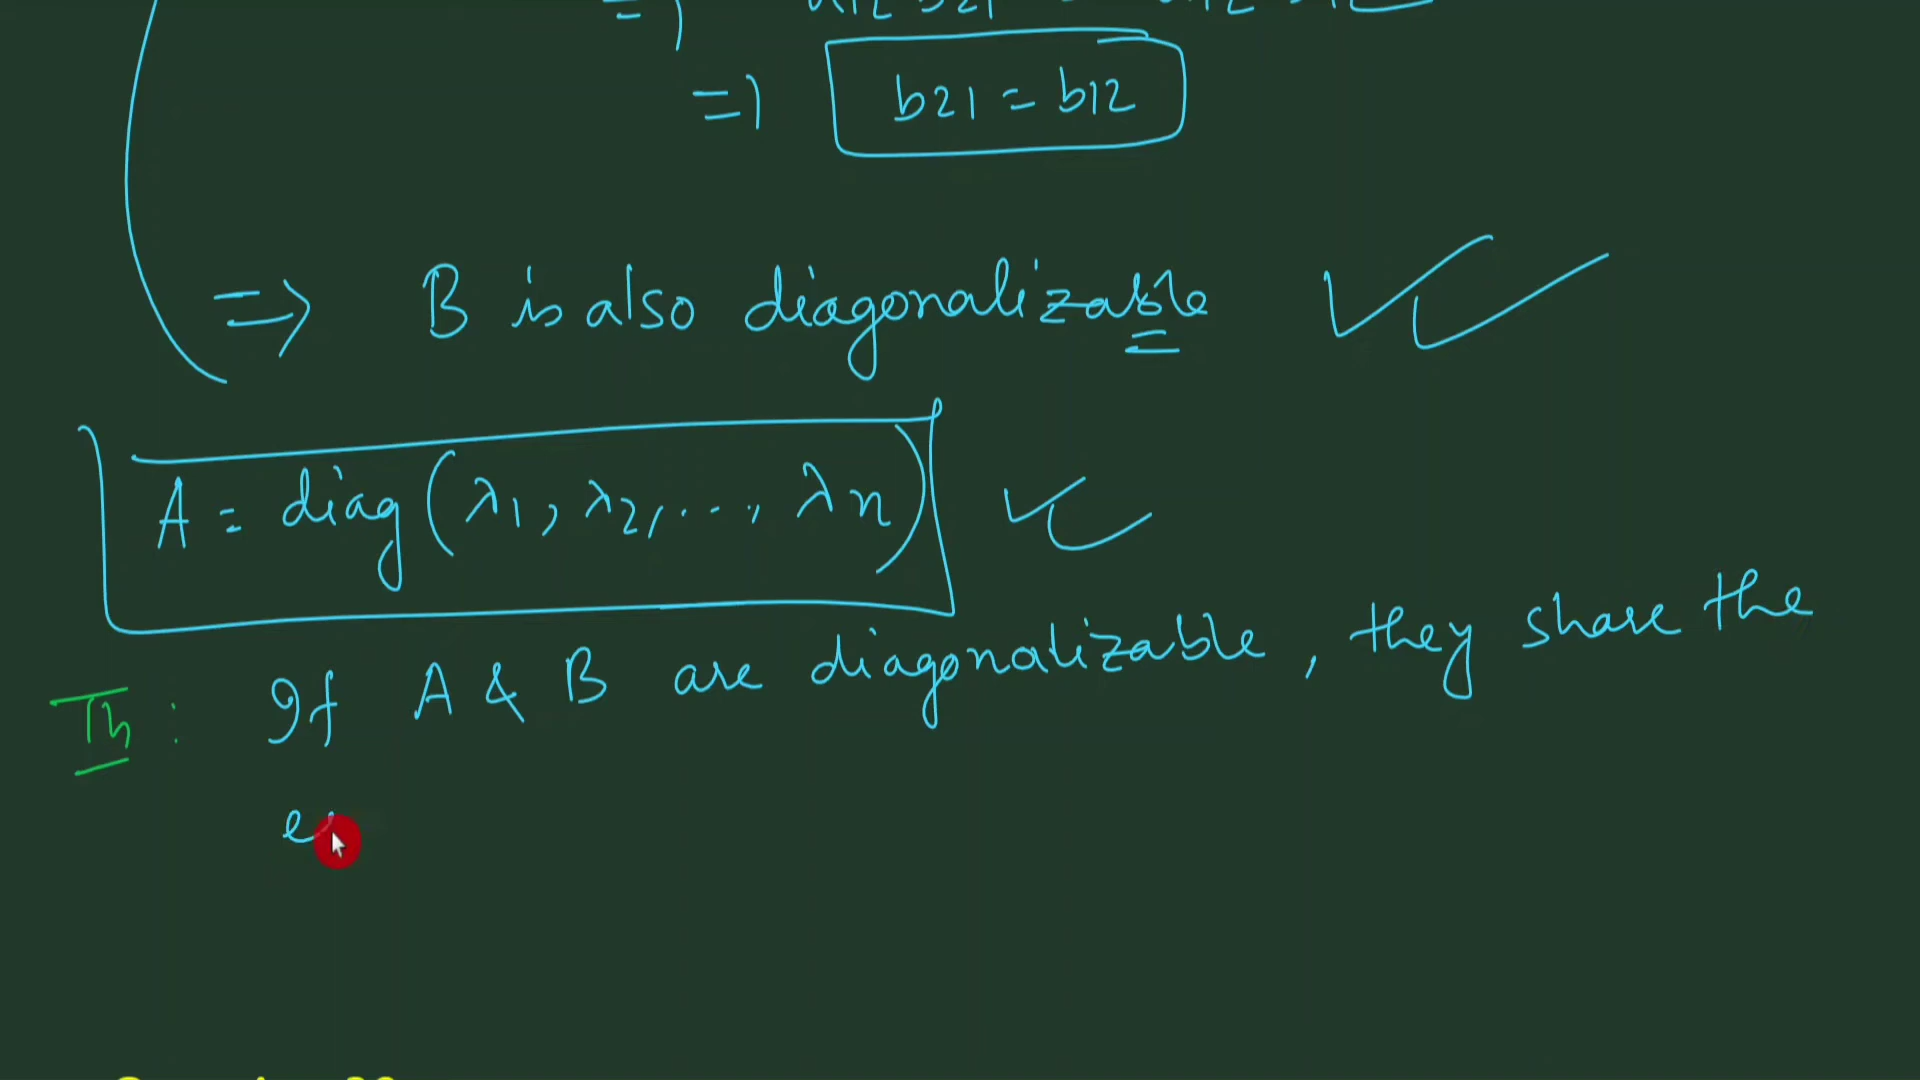 => b21 = b12
=> B is also diagonalizable
A = diag(λ1, λ2, ..., λn)
Th: If A & B are diagonalizable, they share the